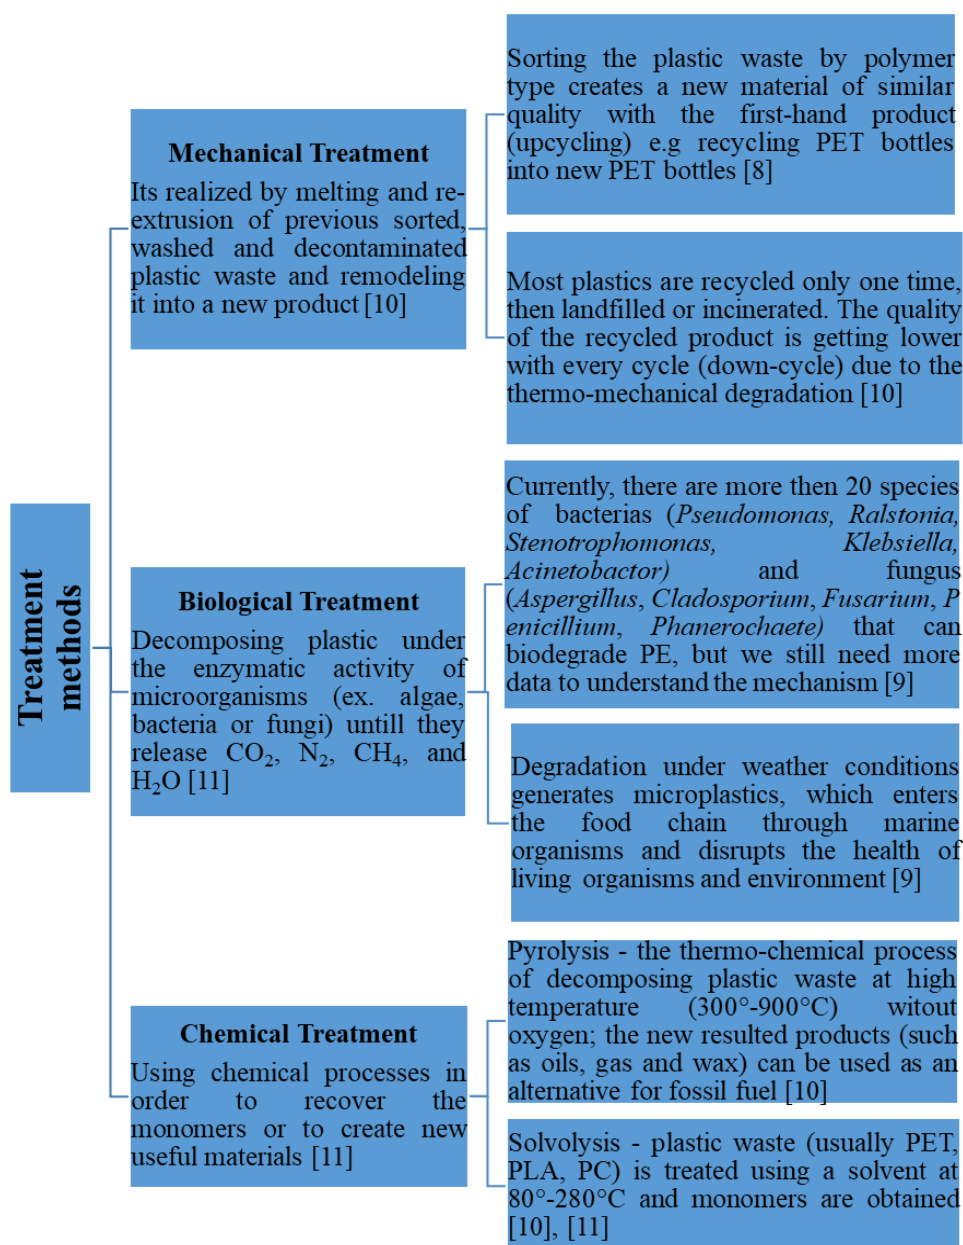 Treatment
methods
Mechanical Treatment
Its realized by melting and re-
extrusion of previous sorted,
washed and decontaminated
plastic waste and remodeling
it into a new product [10]
Sorting the plastic waste by polymer
type creates a new material of similar
quality with the first-hand product
(upcycling) e.g recycling PET bottles
into new PET bottles [8]
Most plastics are recycled only one time,
then landfilled or incinerated. The quality
of the recycled product is getting lower
with every cycle (down-cycle) due to the
thermo-mechanical degradation [10]
Biological Treatment
Decomposing plastic under
the enzymatic activity of
microorganisms (ex. algae,
bacteria or fungi) untill they
release CO₂, N₂, CH₄, and
H₂O [11]
Currently, there are more then 20 species
of bacterias (Pseudomonas, Ralstonia,
Stenotrophomonas, Klebsiella,
Acinetobactor) and fungus
(Aspergillus, Cladosporium, Fusarium, P
enicillium, Phanerochaete) that can
biodegrade PE, but we still need more
data to understand the mechanism [9]
Degradation under weather conditions
generates microplastics, which enters
the food chain through marine
organisms and disrupts the health of
living organisms and environment [9]
Chemical Treatment
Using chemical processes in
order to recover the
monomers or to create new
useful materials [11]
Pyrolysis - the thermo-chemical process
of decomposing plastic waste at high
temperature (300°-900°C) witout
oxygen; the new resulted products (such
as oils, gas and wax) can be used as an
alternative for fossil fuel [10]
Solvolysis - plastic waste (usually PET,
PLA, PC) is treated using a solvent at
80°-280°C and monomers are obtained
[10], [11]